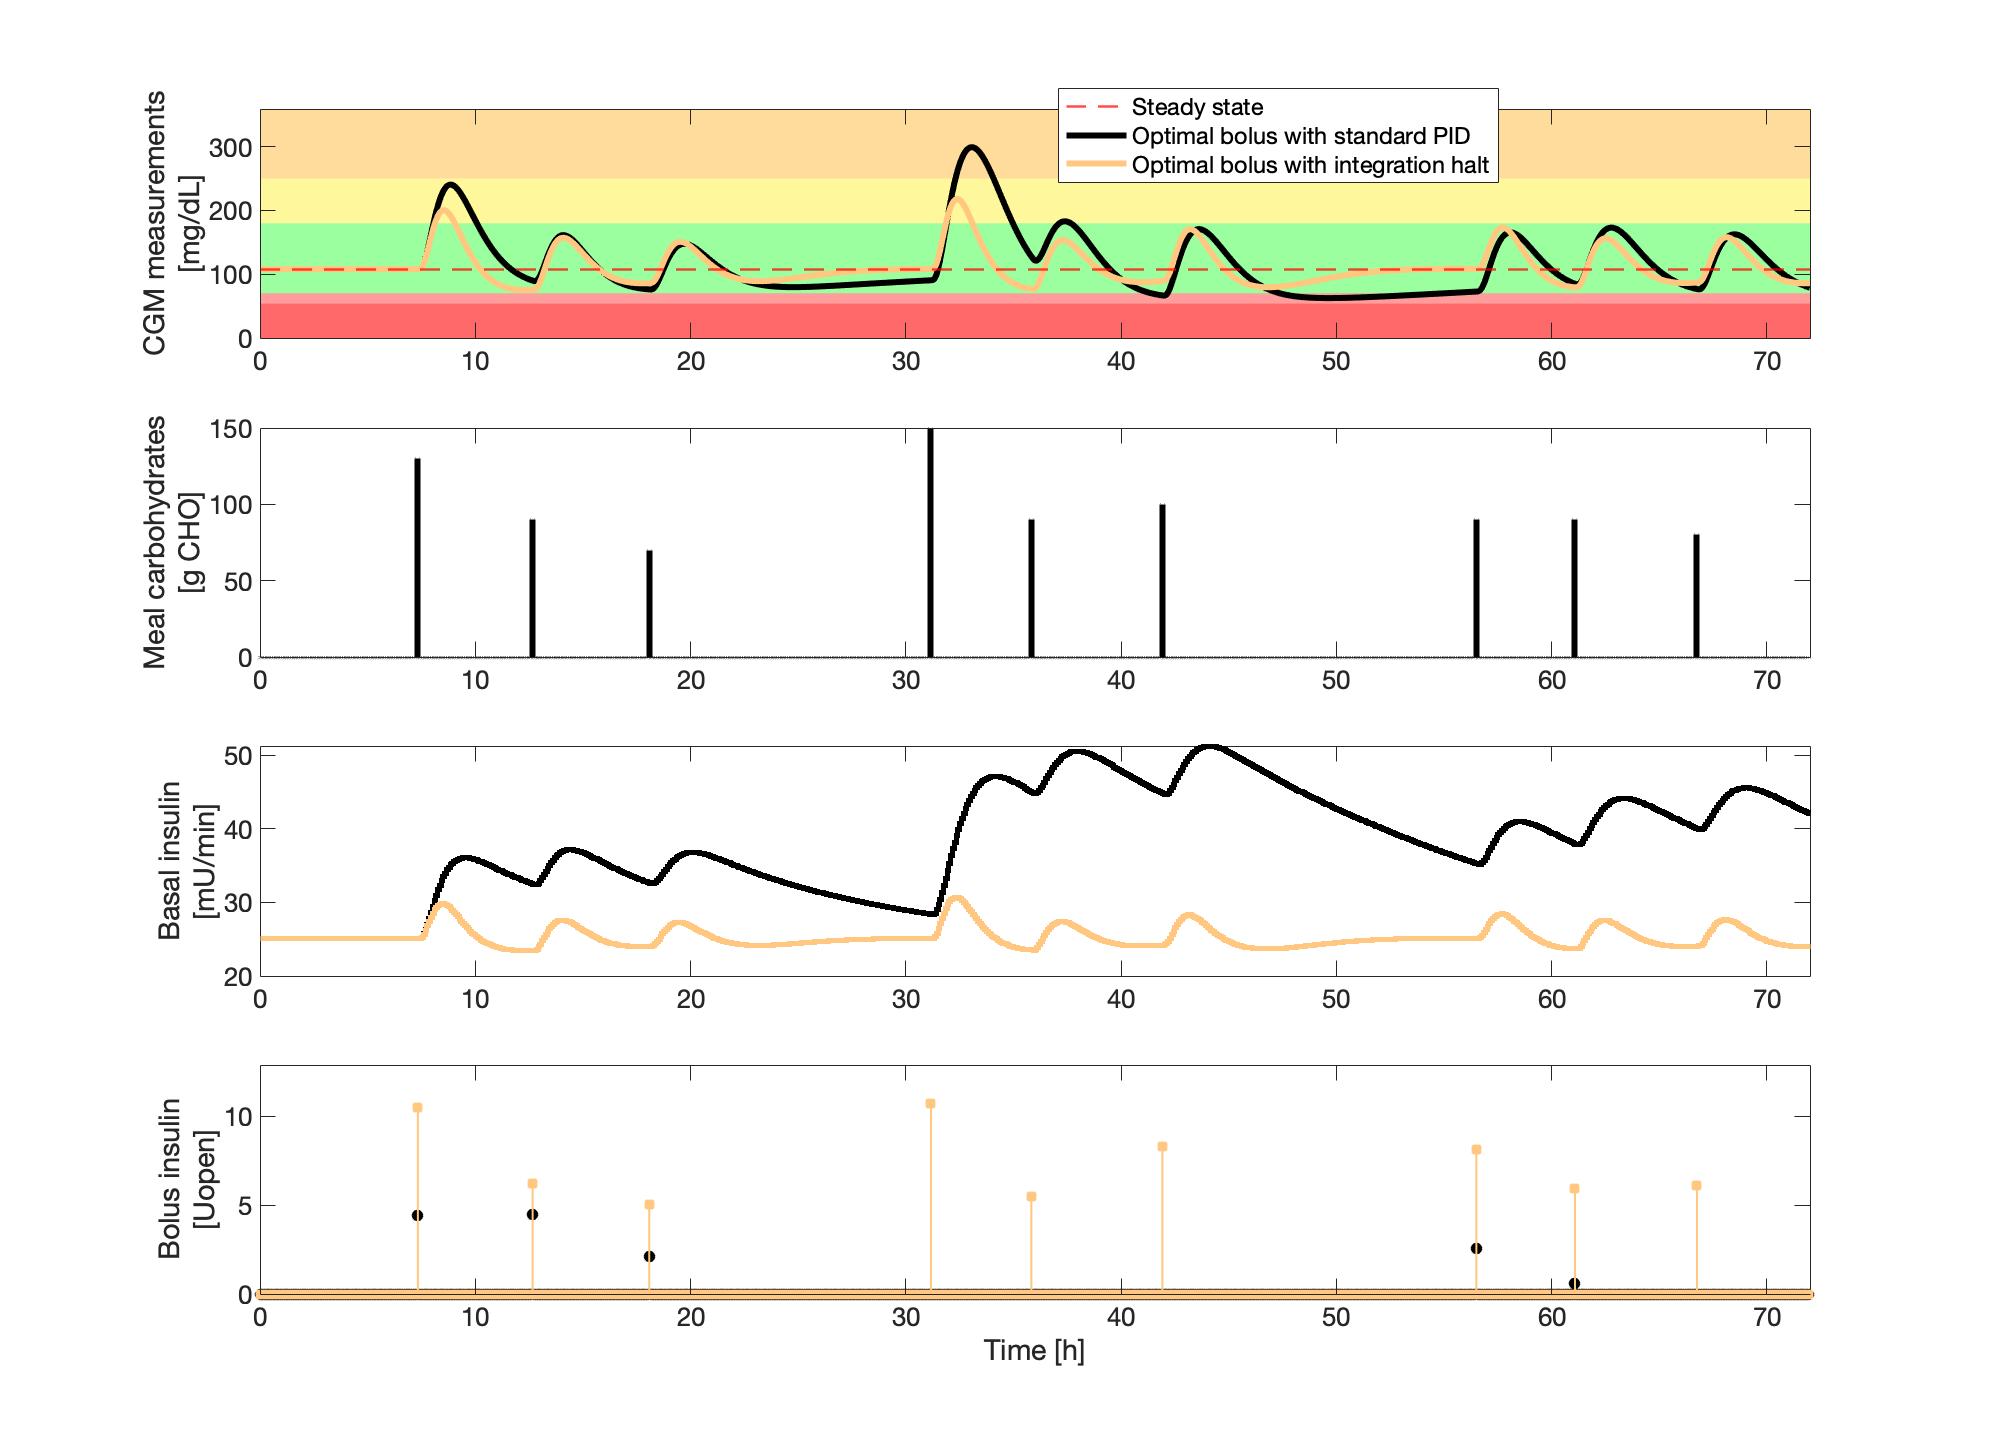 Steady state
Optimal bolus with standard PID
Optimal bolus with integration halt
CGM measurements
[mg/dL]
300
200
100
0
0 10 20 30 40 50 60 70
Meal carbohydrates
[g CHO]
150
100
50
0
0 10 20 30 40 50 60 70
Basal insulin
[mU/min]
50
40
30
20
0 10 20 30 40 50 60 70
Bolus insulin
[Uopen]
10
5
0
0 10 20 30 40 50 60 70
Time [h]